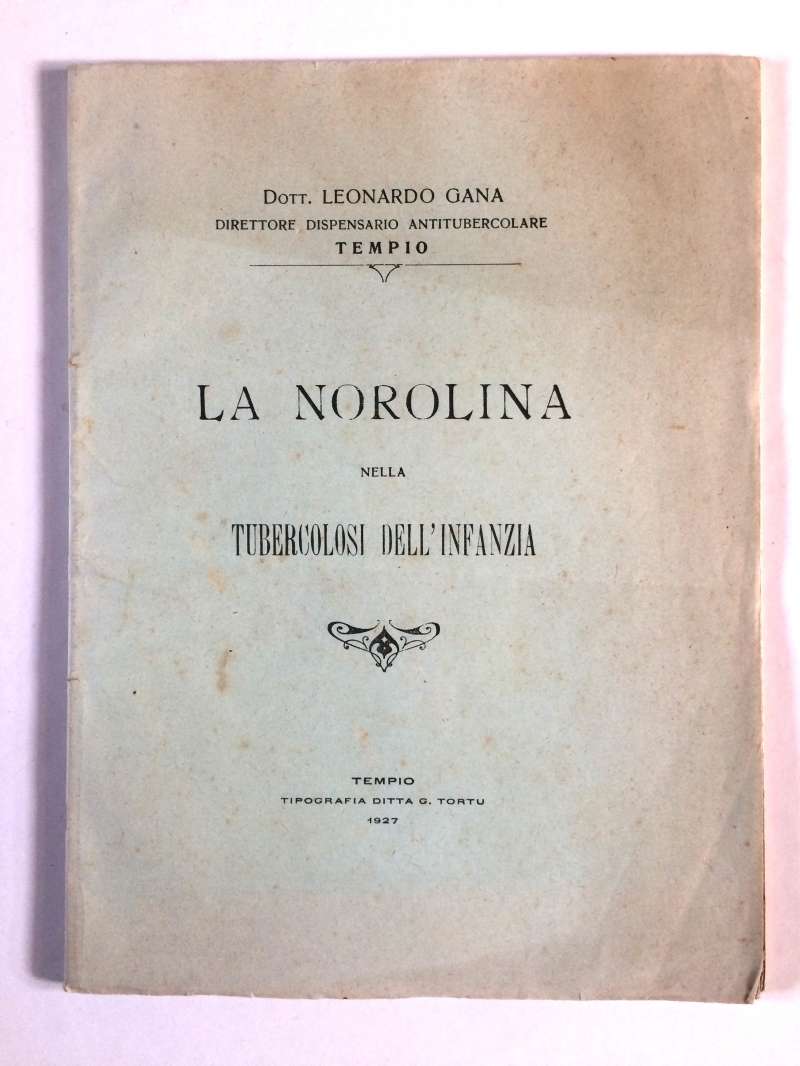 Dott. LEONARDO GANA
DIRETTORE DISPENSARIO ANTITUBERCOLARE
TEMPIO
LA NOROLINA
NELLA
TUBERCOLOSI DELL'INFANZIA
TEMPIO
TIPOGRAFIA DITTA G. TORTU
1927